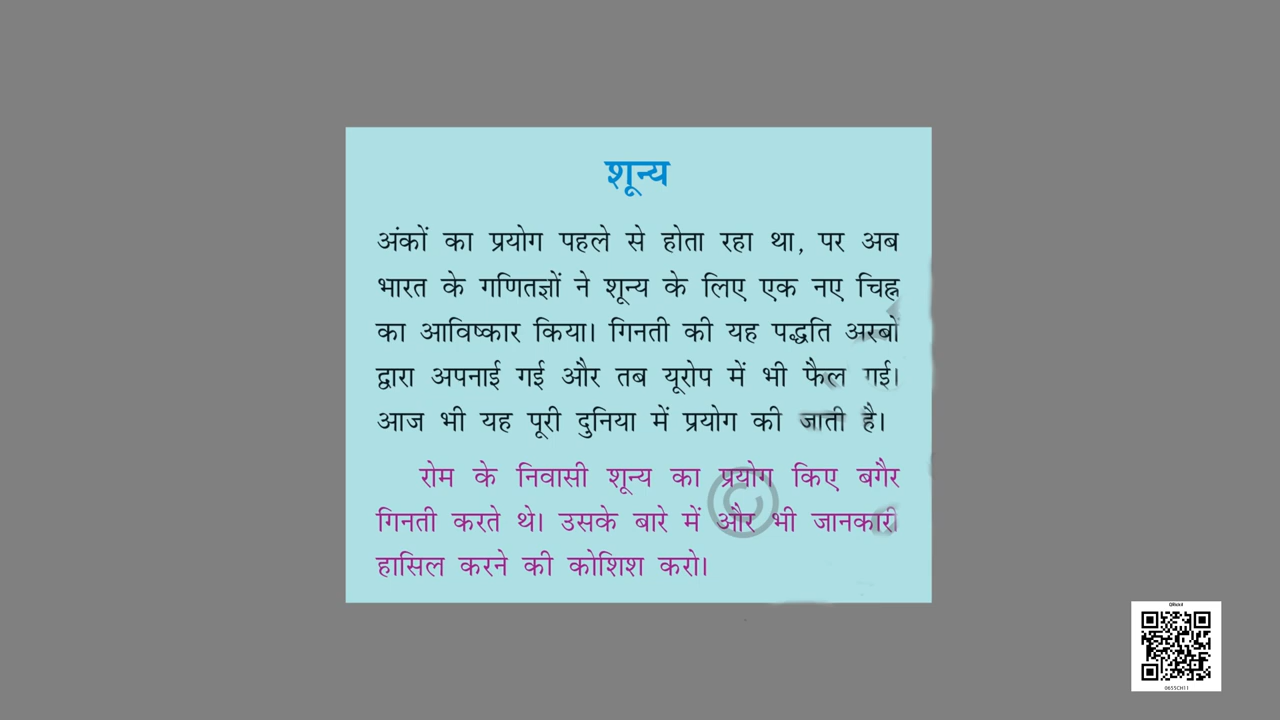 शून्य
अंकों का प्रयोग पहले से होता रहा था, पर अब
भारत के गणितज्ञों ने शून्य के लिए एक नए चिह्न
का आविष्कार किया। गिनती की यह पद्धति अरबों
द्वारा अपनाई गई और तब यूरोप में भी फैल गई।
आज भी यह पूरी दुनिया में प्रयोग की जाती है।
रोम के निवासी शून्य का प्रयोग किए बगैर
गिनती करते थे। उसके बारे में और भी जानकारी
हासिल करने की कोशिश करो।
©
0655CH11